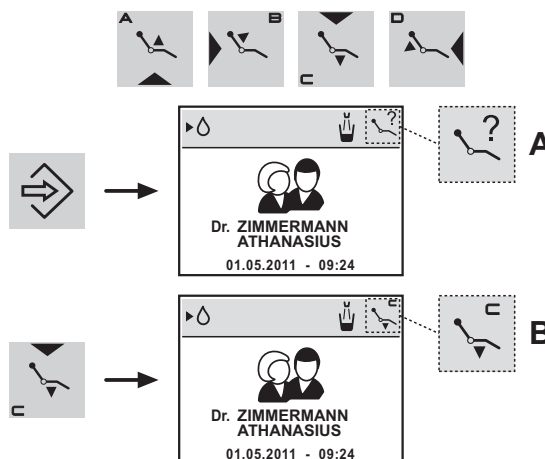 A
B
C
D
?
?
A
Dr. ZIMMERMANN
ATHANASIUS
01.05.2011 - 09:24
C
C
B
C
Dr. ZIMMERMANN
ATHANASIUS
01.05.2011 - 09:24